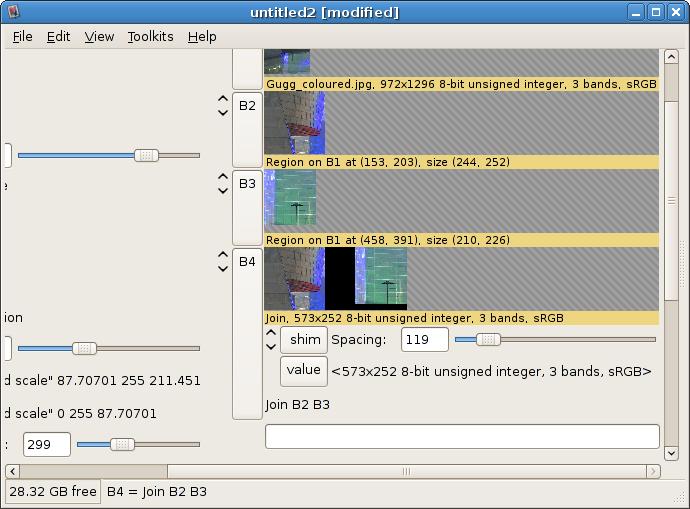 untitled2 [modified]
File Edit View Toolkits Help
Gugg_coloured.jpg, 972x1296 8-bit unsigned integer, 3 bands, sRGB
B2
Region on B1 at (153, 203), size (244, 252)
B3
Region on B1 at (458, 391), size (210, 226)
B4
Join, 573x252 8-bit unsigned integer, 3 bands, sRGB
ion
shim Spacing: 119
value <573x252 8-bit unsigned integer, 3 bands, sRGB>
d scale" 87.70701 255 211.451
Join B2 B3
d scale" 0 255 87.70701
: 299
28.32 GB free B4 = Join B2 B3